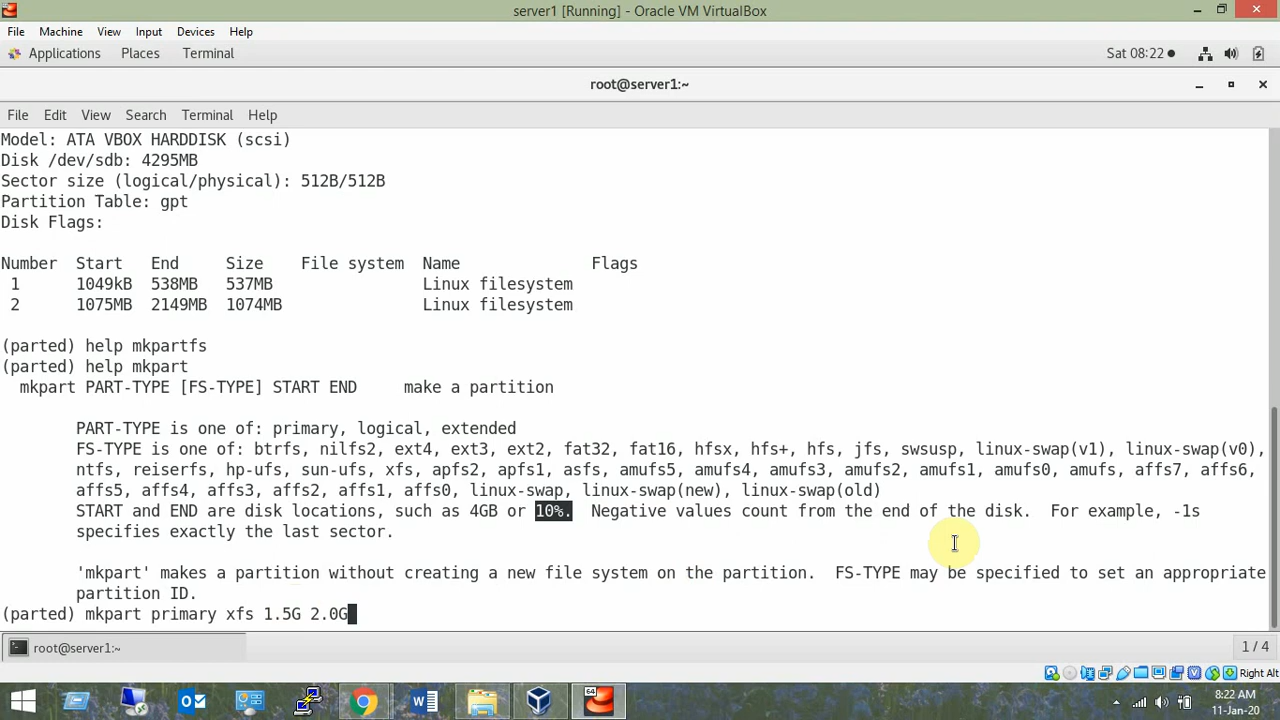 server1 [Running] - Oracle VM VirtualBox
File Machine View Input Devices Help
Applications Places Terminal Sat 08:22
root@server1:~
File Edit View Search Terminal Help
Model: ATA VBOX HARDDISK (scsi)
Disk /dev/sdb: 4295MB
Sector size (logical/physical): 512B/512B
Partition Table: gpt
Disk Flags:
Number Start End Size File system Name Flags
1 1049kB 538MB 537MB Linux filesystem
2 1075MB 2149MB 1074MB Linux filesystem
(parted) help mkpartfs
(parted) help mkpart
mkpart PART-TYPE [FS-TYPE] START END make a partition
PART-TYPE is one of: primary, logical, extended
FS-TYPE is one of: btrfs, nilfs2, ext4, ext3, ext2, fat32, fat16, hfsx, hfs+, hfs, jfs, swsusp, linux-swap(v1), linux-swap(v0),
ntfs, reiserfs, hp-ufs, sun-ufs, xfs, apfs2, apfs1, asfs, amufs5, amufs4, amufs3, amufs2, amufs1, amufs0, amufs, affs7, affs6,
affs5, affs4, affs3, affs2, affs1, affs0, linux-swap, linux-swap(new), linux-swap(old)
START and END are disk locations, such as 4GB or 10%. Negative values count from the end of the disk. For example, -1s
specifies exactly the last sector.
'mkpart' makes a partition without creating a new file system on the partition. FS-TYPE may be specified to set an appropriate
partition ID.
(parted) mkpart primary xfs 1.5G 2.0G
root@server1:~ 1 / 4
Right Alt
64
8:22 AM
11-Jan-20